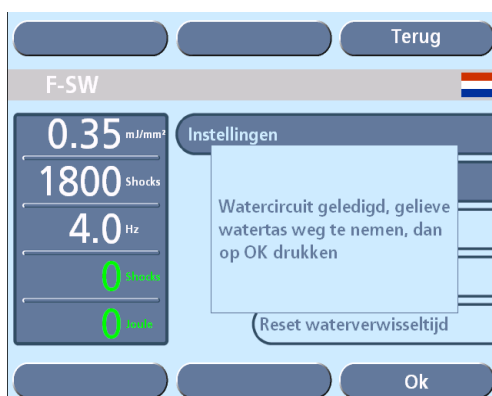 Terug
F-SW
0.35 mJ/mm²
1800 Shocks
4.0 Hz
0 Shocks
0 Joule
Instellingen
Watercircuit geledigd, gelieve
watertas weg te nemen, dan
op OK drukken
Reset waterverwisseltijd
Ok